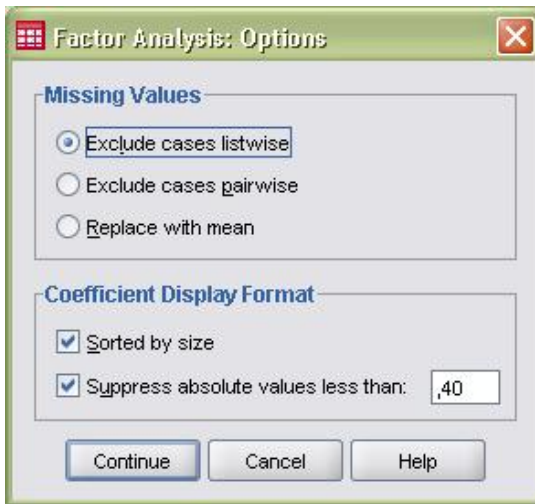 Factor Analysis: Options
Missing Values
Exclude cases listwise
Exclude cases pairwise
Replace with mean
Coefficient Display Format
Sorted by size
Suppress absolute values less than: ,40
Continue Cancel Help